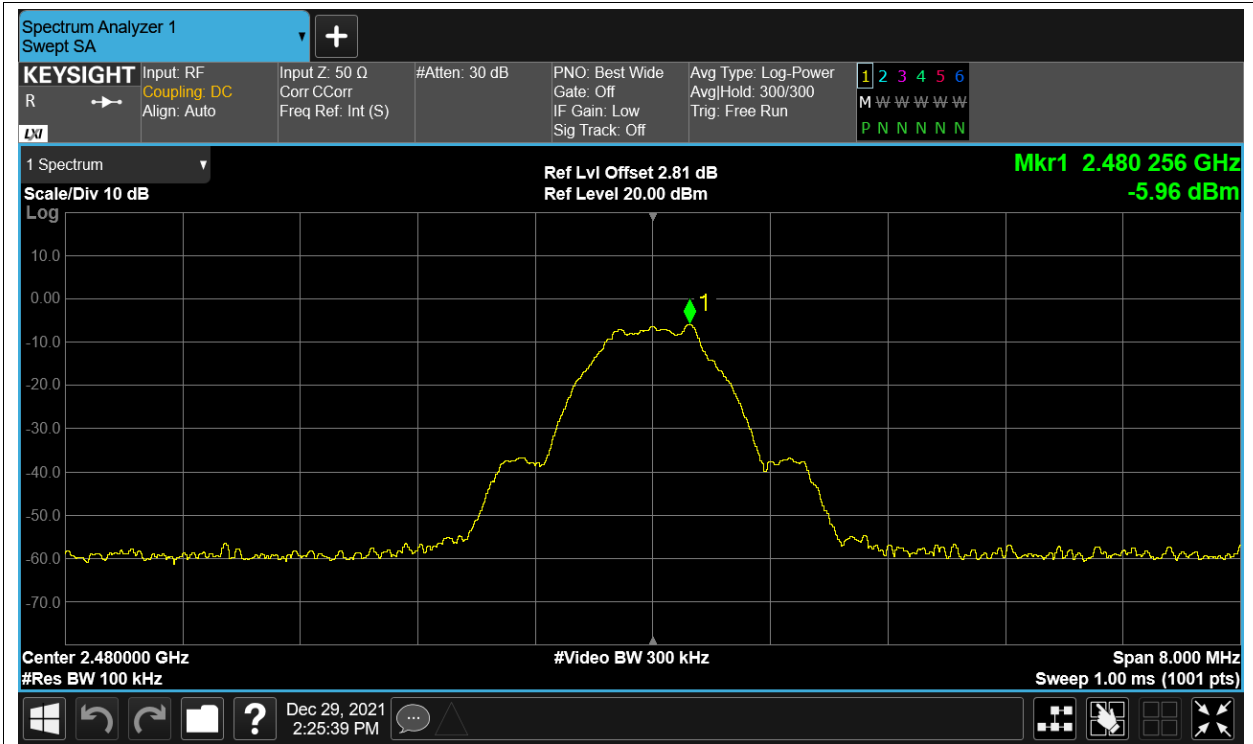 Spectrum Analyzer 1
Swept SA
KEYSIGHT
R
LXI
Input: RF
Coupling: DC
Align: Auto
Input Z: 50 Ω
Corr CCorr
Freq Ref: Int (S)
#Atten: 30 dB
PNO: Best Wide
Gate: Off
IF Gain: Low
Sig Track: Off
Avg Type: Log-Power
Avg|Hold: 300/300
Trig: Free Run
1 2 3 4 5 6
M W W W W W
P N N N N N
1 Spectrum
Scale/Div 10 dB
Ref Lvl Offset 2.81 dB
Ref Level 20.00 dBm
Mkr1 2.480 256 GHz
-5.96 dBm
Log
10.0
0.00
1
-10.0
-20.0
-30.0
-40.0
-50.0
-60.0
-70.0
Center 2.480000 GHz
#Video BW 300 kHz
Span 8.000 MHz
#Res BW 100 kHz
Sweep 1.00 ms (1001 pts)
?
Dec 29, 2021
2:25:39 PM